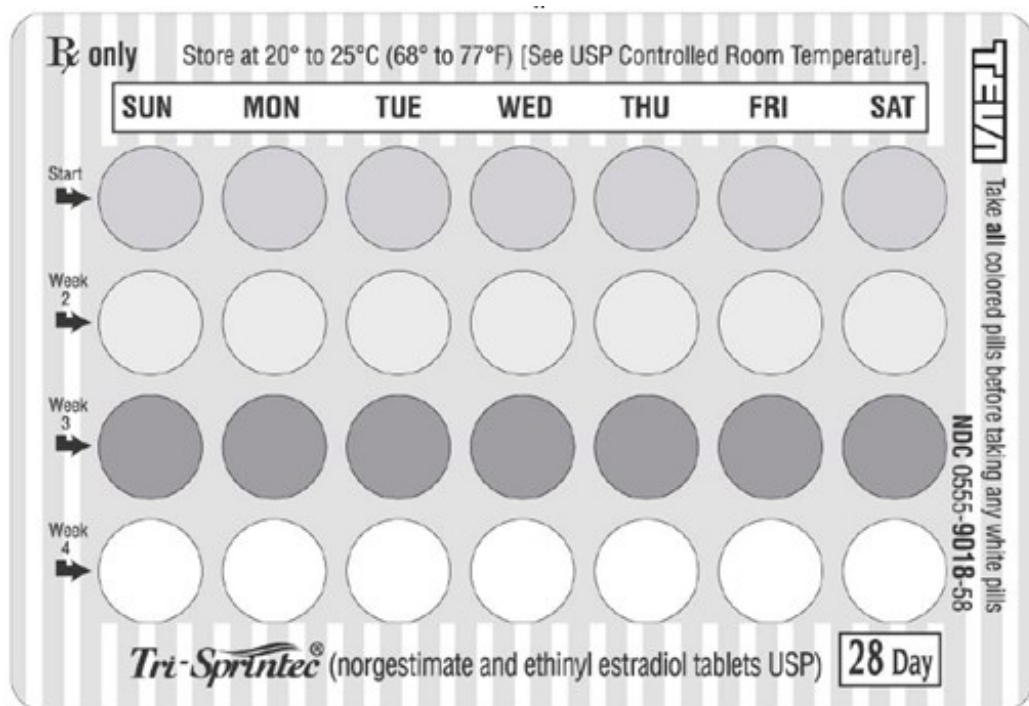 ℞ only Store at 20° to 25°C (68° to 77°F) [See USP Controlled Room Temperature].
SUN MON TUE WED THU FRI SAT
Start
Week
2
Week
3
Week
4
Tri-Sprintec® (norgestimate and ethinyl estradiol tablets USP) 28 Day
TEVA
Take all colored pills before taking any white pills
NDC 0555-9018-58